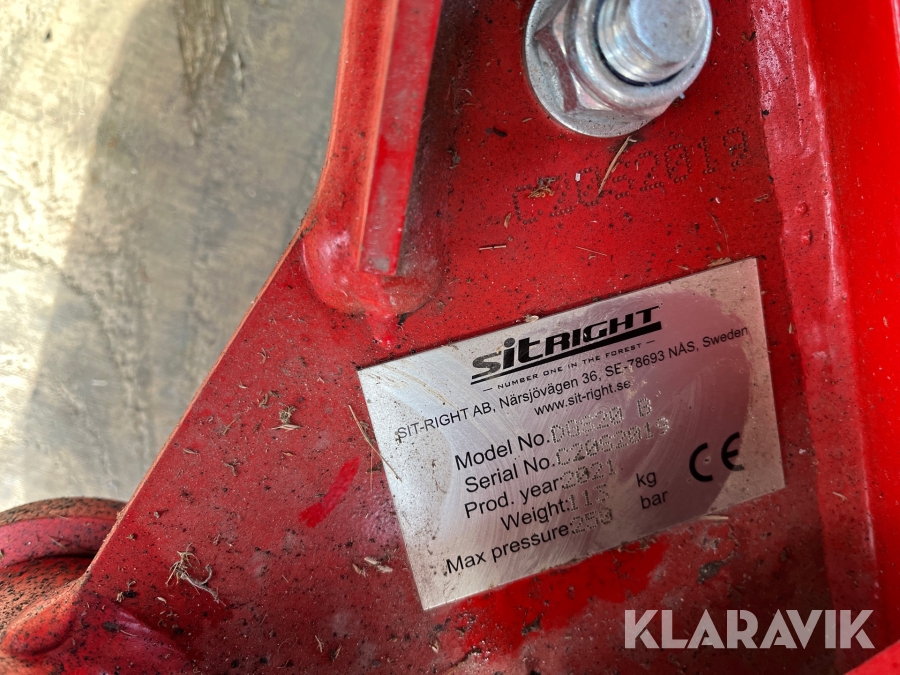 SITRIGHT
— NUMBER ONE IN THE FOREST —
SIT-RIGHT AB, Närsjövägen 36, SE-78693 NÅS, Sweden
www.sit-right.se
Model No.
Serial No.
Prod. year:2021
Weight: kg
Max pressure:250 bar
CE
KLARAVIK